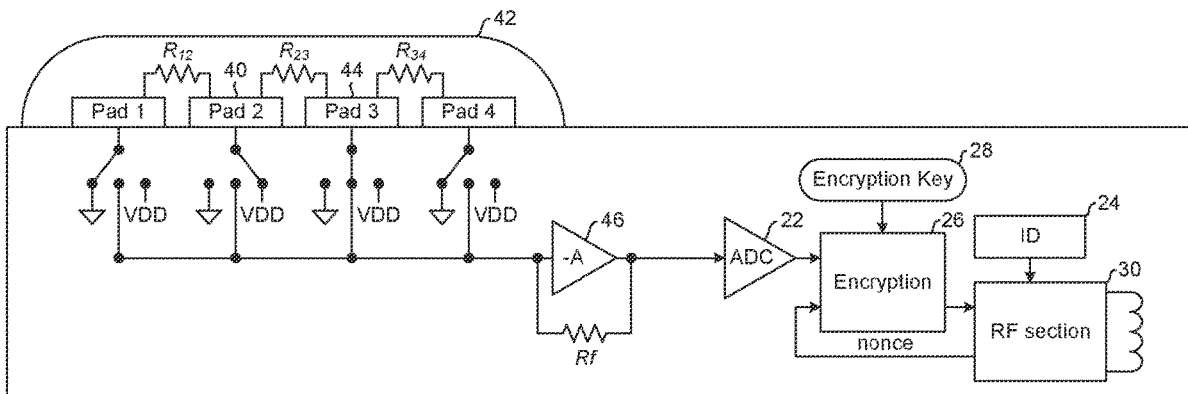 42
R12 R23 R34
40 44
Pad 1 Pad 2 Pad 3 Pad 4
VDD VDD VDD VDD
28
Encryption Key
46 22 26 24
-A ADC Encryption ID
30
RF section
nonce
Rf